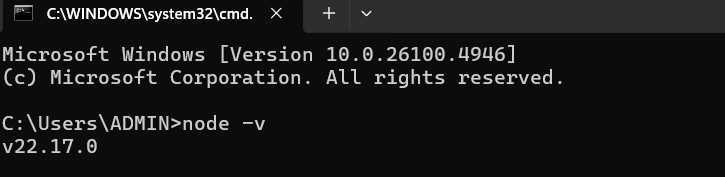 C:\WINDOWS\system32\cmd.
Microsoft Windows [Version 10.0.26100.4946]
(c) Microsoft Corporation. All rights reserved.
C:\Users\ADMIN>node -v
v22.17.0